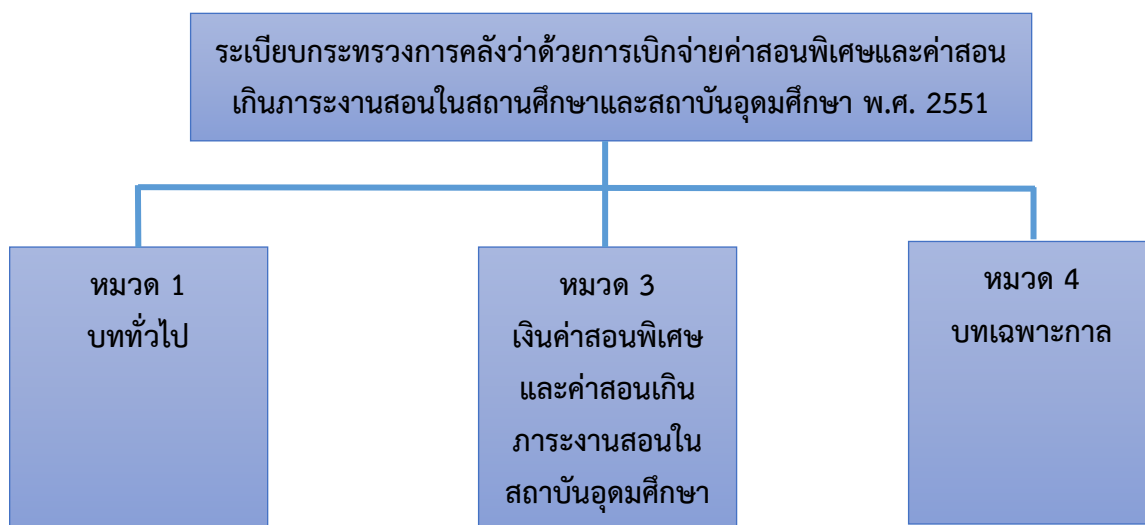 ระเบียบกระทรวงการคลังว่าด้วยการเบิกจ่ายค่าสอนพิเศษและค่าสอน
เกินภาระงานสอนในสถานศึกษาและสถาบันอุดมศึกษา พ.ศ. 2551
หมวด 1
บททั่วไป
หมวด 3
เงินค่าสอนพิเศษ
และค่าสอนเกิน
ภาระงานสอนใน
สถาบันอุดมศึกษา
หมวด 4
บทเฉพาะกาล